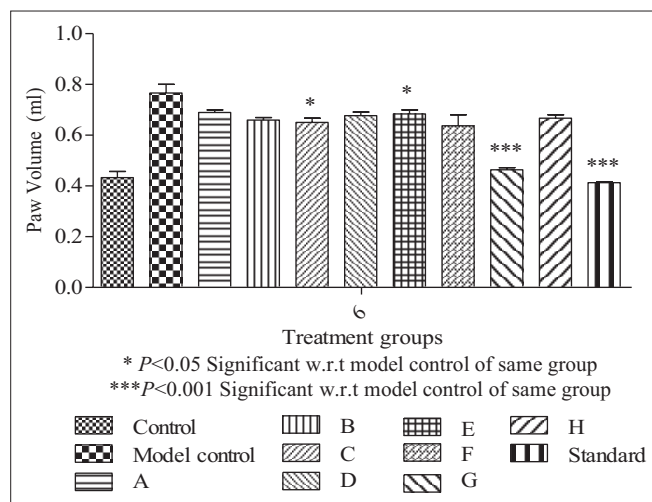 Paw Volume (ml)
1.0
0.8
0.6
0.4
0.2
0.0
* * *** ***
6
Treatment groups
* P<0.05 Significant w.r.t model control of same group
***P<0.001 Significant w.r.t model control of same group
Control B E H
Model control C F Standard
A D G